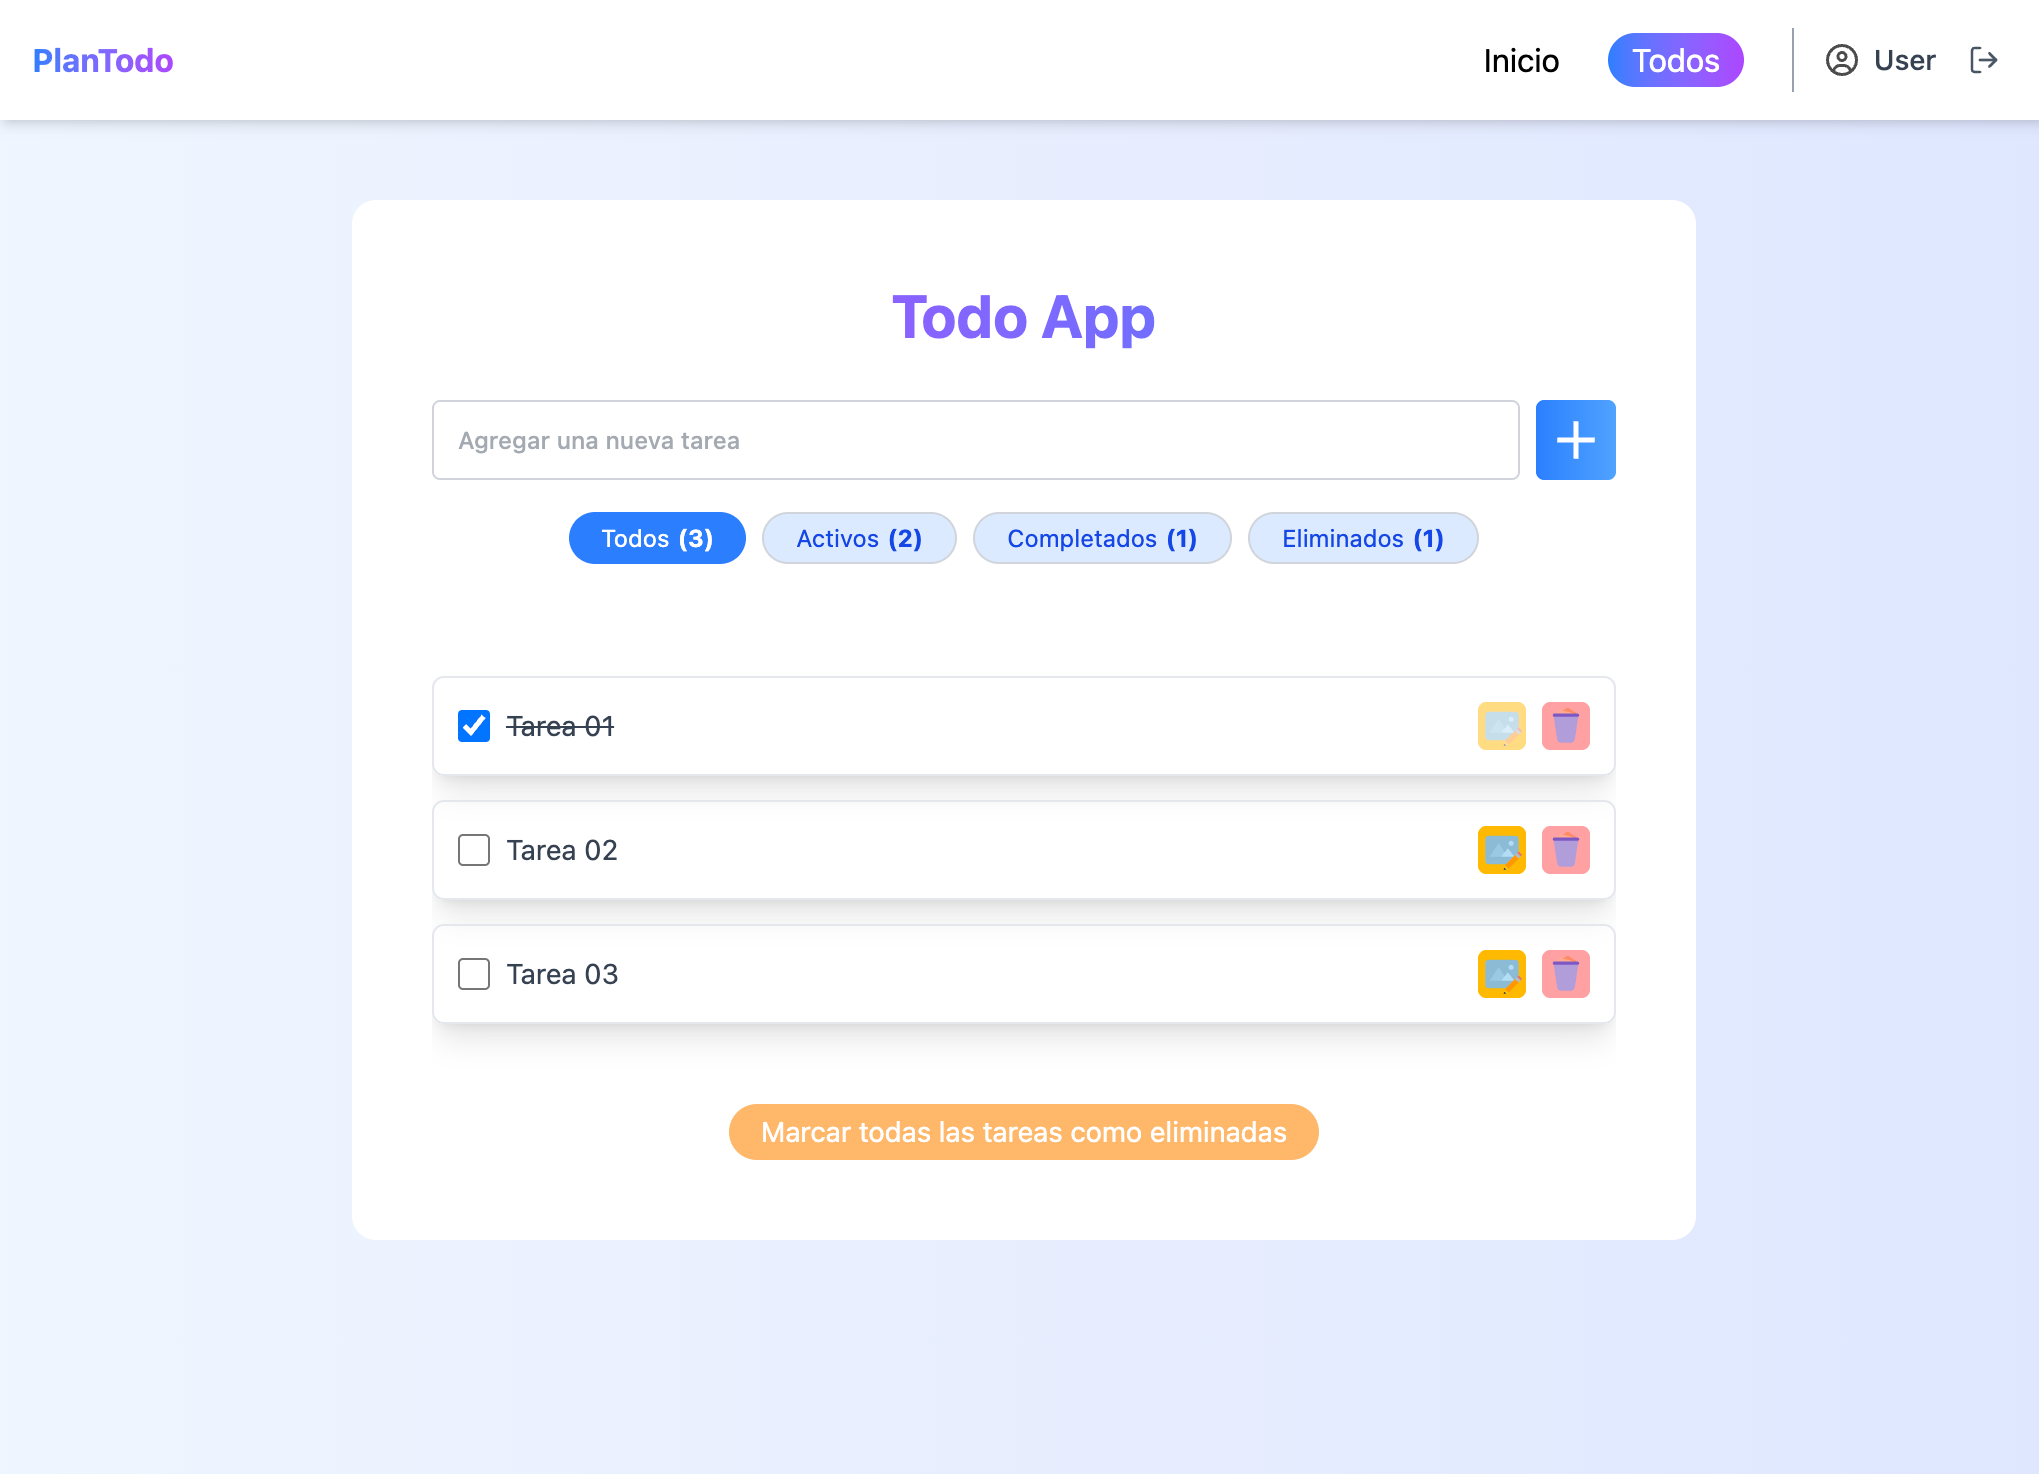 PlanTodo
Inicio
Todos
User
Todo App
Agregar una nueva tarea
Todos (3)
Activos (2)
Completados (1)
Eliminados (1)
Tarea 01
Tarea 02
Tarea 03
Marcar todas las tareas como eliminadas